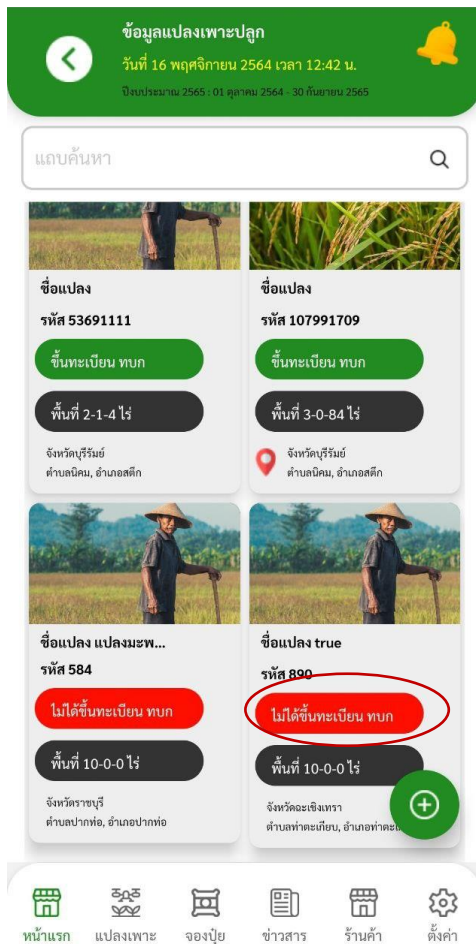 ข้อมูลแปลงเพาะปลูก
วันที่ 16 พฤศจิกายน 2564 เวลา 12:42 น.
ปีงบประมาณ 2565 : 01 ตุลาคม 2564 - 30 กันยายน 2565
แถบค้นหา
ชื่อแปลง
รหัส 53691111
ขึ้นทะเบียน ทบก
พื้นที่ 2-1-4 ไร่
จังหวัดบุรีรัมย์
ตำบลนิคม, อำเภอสตึก
ชื่อแปลง
รหัส 107991709
ขึ้นทะเบียน ทบก
พื้นที่ 3-0-84 ไร่
จังหวัดบุรีรัมย์
ตำบลนิคม, อำเภอสตึก
ชื่อแปลง แปลงมะพ...
รหัส 584
ไม่ได้ขึ้นทะเบียน ทบก
พื้นที่ 10-0-0 ไร่
จังหวัดราชบุรี
ตำบลปากท่อ, อำเภอปากท่อ
ชื่อแปลง true
รหัส 890
ไม่ได้ขึ้นทะเบียน ทบก
พื้นที่ 10-0-0 ไร่
จังหวัดฉะเชิงเทรา
ตำบลท่าตะเกียบ,
หน้าแรก แปลงเพาะ จองปุ๋ย ข่าวสาร ร้านค้า ตั้งค่า